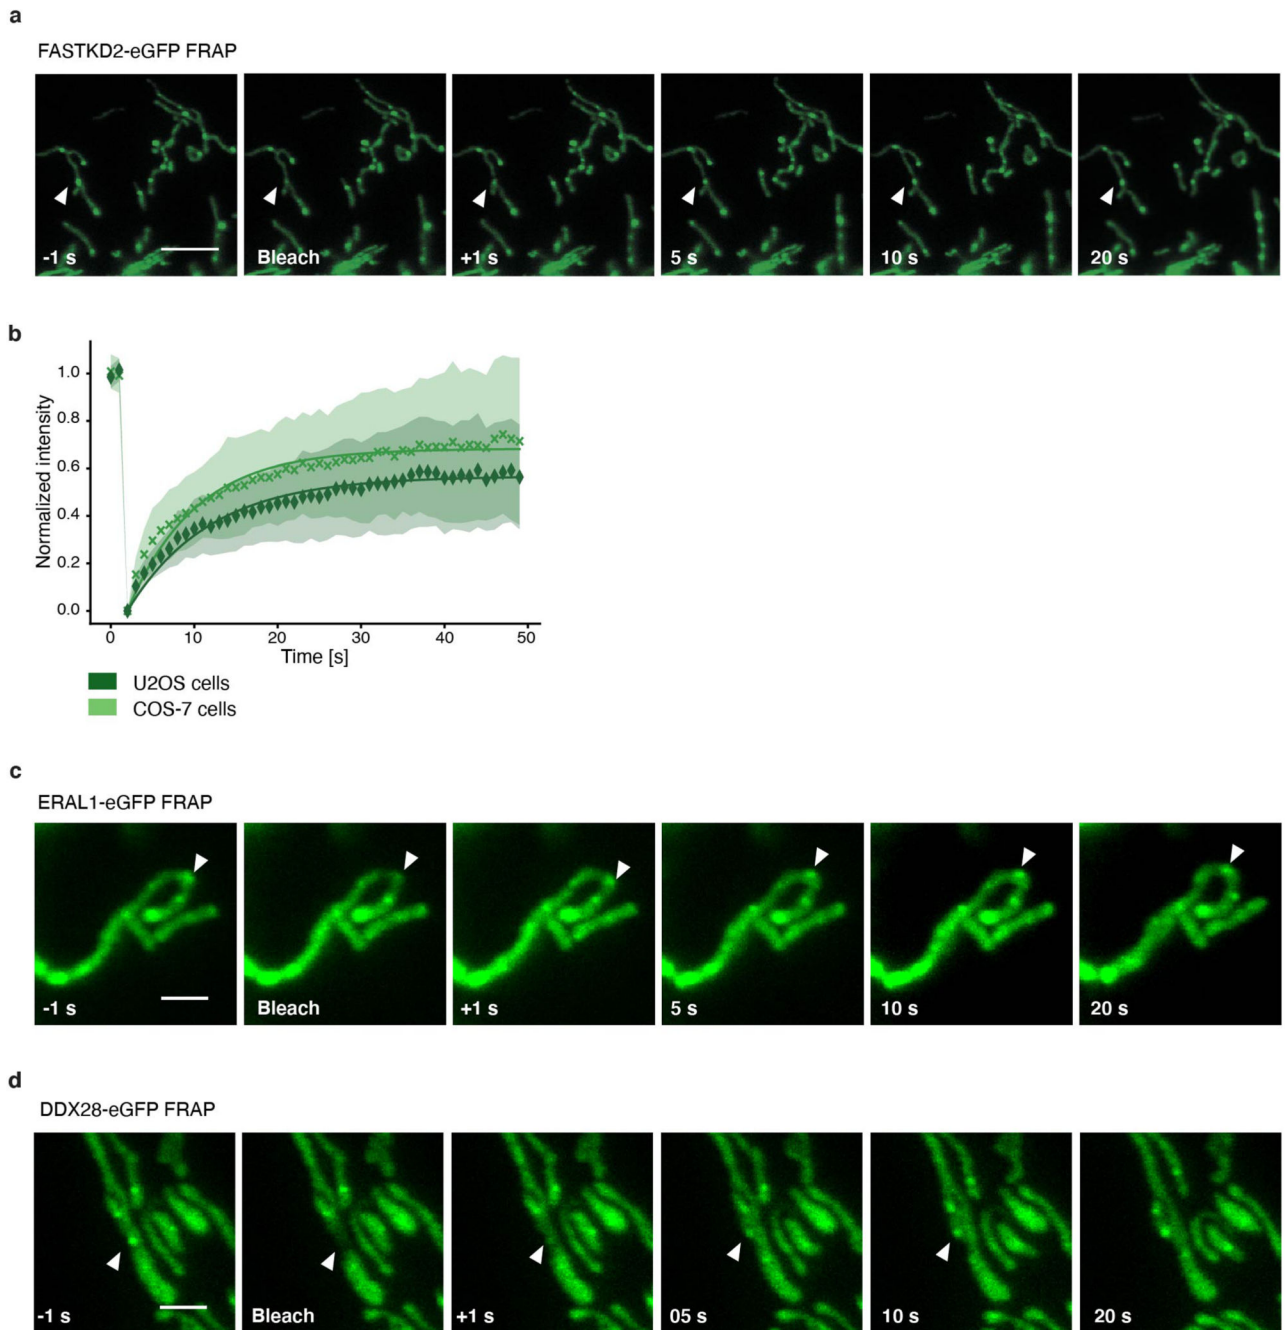 a
FASTKD2-eGFP FRAP
-1 s
Bleach
+1 s
5 s
10 s
20 s
b
Normalized intensity
1.0
0.8
0.6
0.4
0.2
0.0
0 10 20 30 40 50
Time [s]
U2OS cells
COS-7 cells
c
ERAL1-eGFP FRAP
-1 s
Bleach
+1 s
5 s
10 s
20 s
d
DDX28-eGFP FRAP
-1 s
Bleach
+1 s
05 s
10 s
20 s